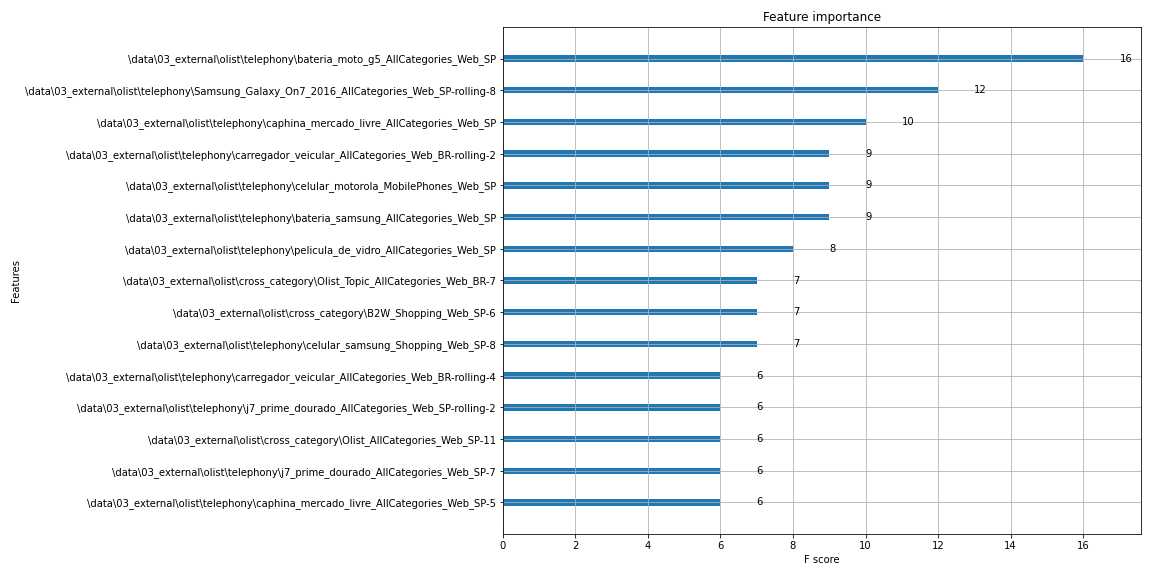 Feature importance
\data\03_external\olist\telephony\bateria_moto_g5_AllCategories_Web_SP
16
\data\03_external\olist\telephony\Samsung_Galaxy_On7_2016_AllCategories_Web_SP-rolling-8
12
\data\03_external\olist\telephony\caphina_mercado_livre_AllCategories_Web_SP
10
\data\03_external\olist\telephony\carregador_veicular_AllCategories_Web_BR-rolling-2
9
\data\03_external\olist\telephony\celular_motorola_MobilePhones_Web_SP
9
\data\03_external\olist\telephony\bateria_samsung_AllCategories_Web_SP
9
\data\03_external\olist\telephony\pelicula_de_vidro_AllCategories_Web_SP
8
\data\03_external\olist\cross_category\Olist_Topic_AllCategories_Web_BR-7
7
\data\03_external\olist\cross_category\B2W_Shopping_Web_SP-6
7
\data\03_external\olist\telephony\celular_samsung_Shopping_Web_SP-8
7
\data\03_external\olist\telephony\carregador_veicular_AllCategories_Web_BR-rolling-4
6
\data\03_external\olist\telephony\j7_prime_dourado_AllCategories_Web_SP-rolling-2
6
\data\03_external\olist\cross_category\Olist_AllCategories_Web_SP-11
6
\data\03_external\olist\telephony\j7_prime_dourado_AllCategories_Web_SP-7
6
\data\03_external\olist\telephony\caphina_mercado_livre_AllCategories_Web_SP-5
6
Features
0 2 4 6 8 10 12 14 16
F score